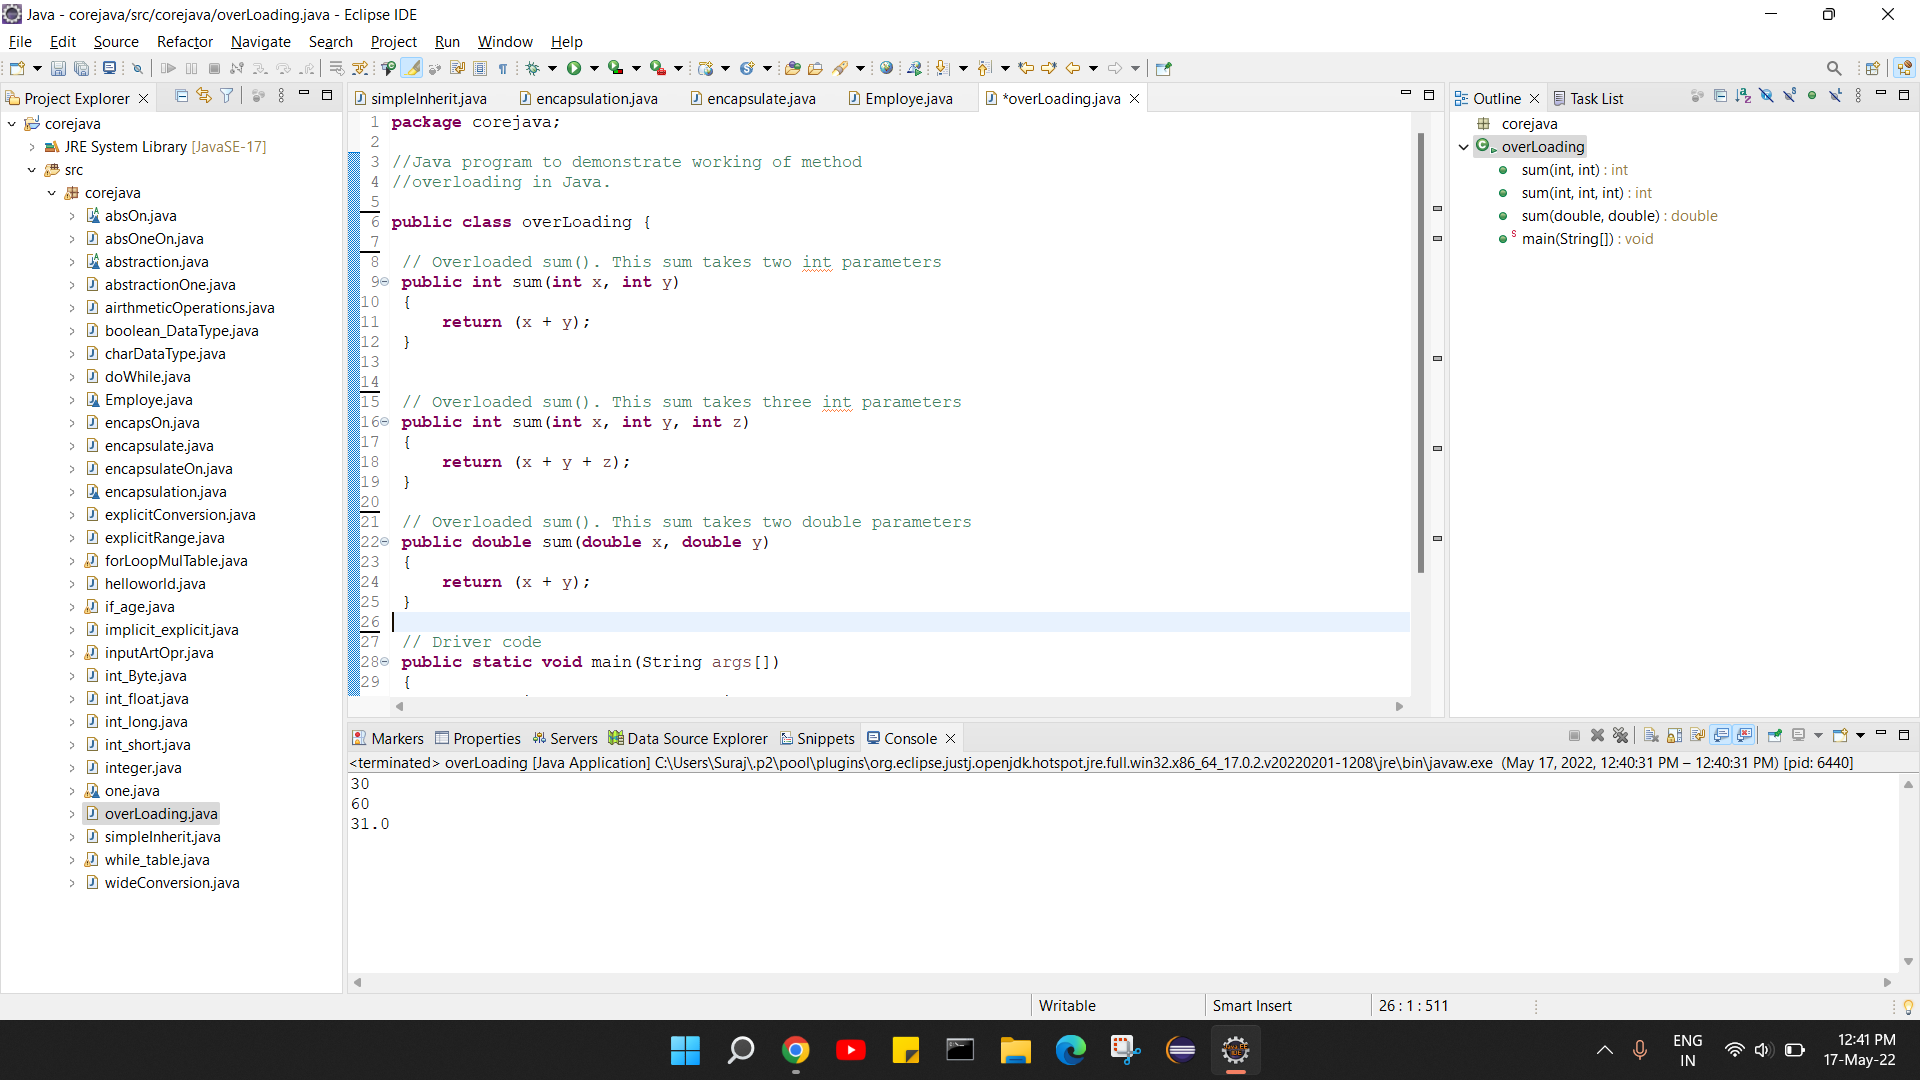 Java - corejava/src/corejava/overLoading.java - Eclipse IDE
File Edit Source Refactor Navigate Search Project Run Window Help
Project Explorer
corejava
JRE System Library [JavaSE-17]
src
corejava
absOn.java
absOneOn.java
abstraction.java
abstractionOne.java
airthmeticOperations.java
boolean_DataType.java
charDataType.java
doWhile.java
Employe.java
encapsOn.java
encapsulate.java
encapsulateOn.java
encapsulation.java
explicitConversion.java
explicitRange.java
forLoopMulTable.java
helloworld.java
if_age.java
implicit_explicit.java
inputArtOpr.java
int_Byte.java
int_float.java
int_long.java
int_short.java
integer.java
one.java
overLoading.java
simpleInherit.java
while_table.java
wideConversion.java
simpleInherit.java encapsulation.java encapsulate.java Employe.java *overLoading.java
1 package corejava;
2
3 //Java program to demonstrate working of method
4 //overloading in Java.
5
6 public class overLoading {
7
8 // Overloaded sum(). This sum takes two int parameters
9 public int sum(int x, int y)
10 {
11 return (x + y);
12 }
13
14
15 // Overloaded sum(). This sum takes three int parameters
16 public int sum(int x, int y, int z)
17 {
18 return (x + y + z);
19 }
20
21 // Overloaded sum(). This sum takes two double parameters
22 public double sum(double x, double y)
23 {
24 return (x + y);
25 }
26
27 // Driver code
28 public static void main(String args[])
29 {
Outline Task List
corejava
overLoading
sum(int, int) : int
sum(int, int, int) : int
sum(double, double) : double
main(String[]) : void
Markers Properties Servers Data Source Explorer Snippets Console
<terminated> overLoading [Java Application] C:\Users\Suraj\.p2\pool\plugins\org.eclipse.justj.openjdk.hotspot.jre.full.win32.x86_64_17.0.2.v20220201-1208\jre\bin\javaw.exe (May 17, 2022, 12:40:31 PM – 12:40:31 PM) [pid: 6440]
30
60
31.0
Writable Smart Insert 26 : 1 : 511
ENG
IN
12:41 PM
17-May-22